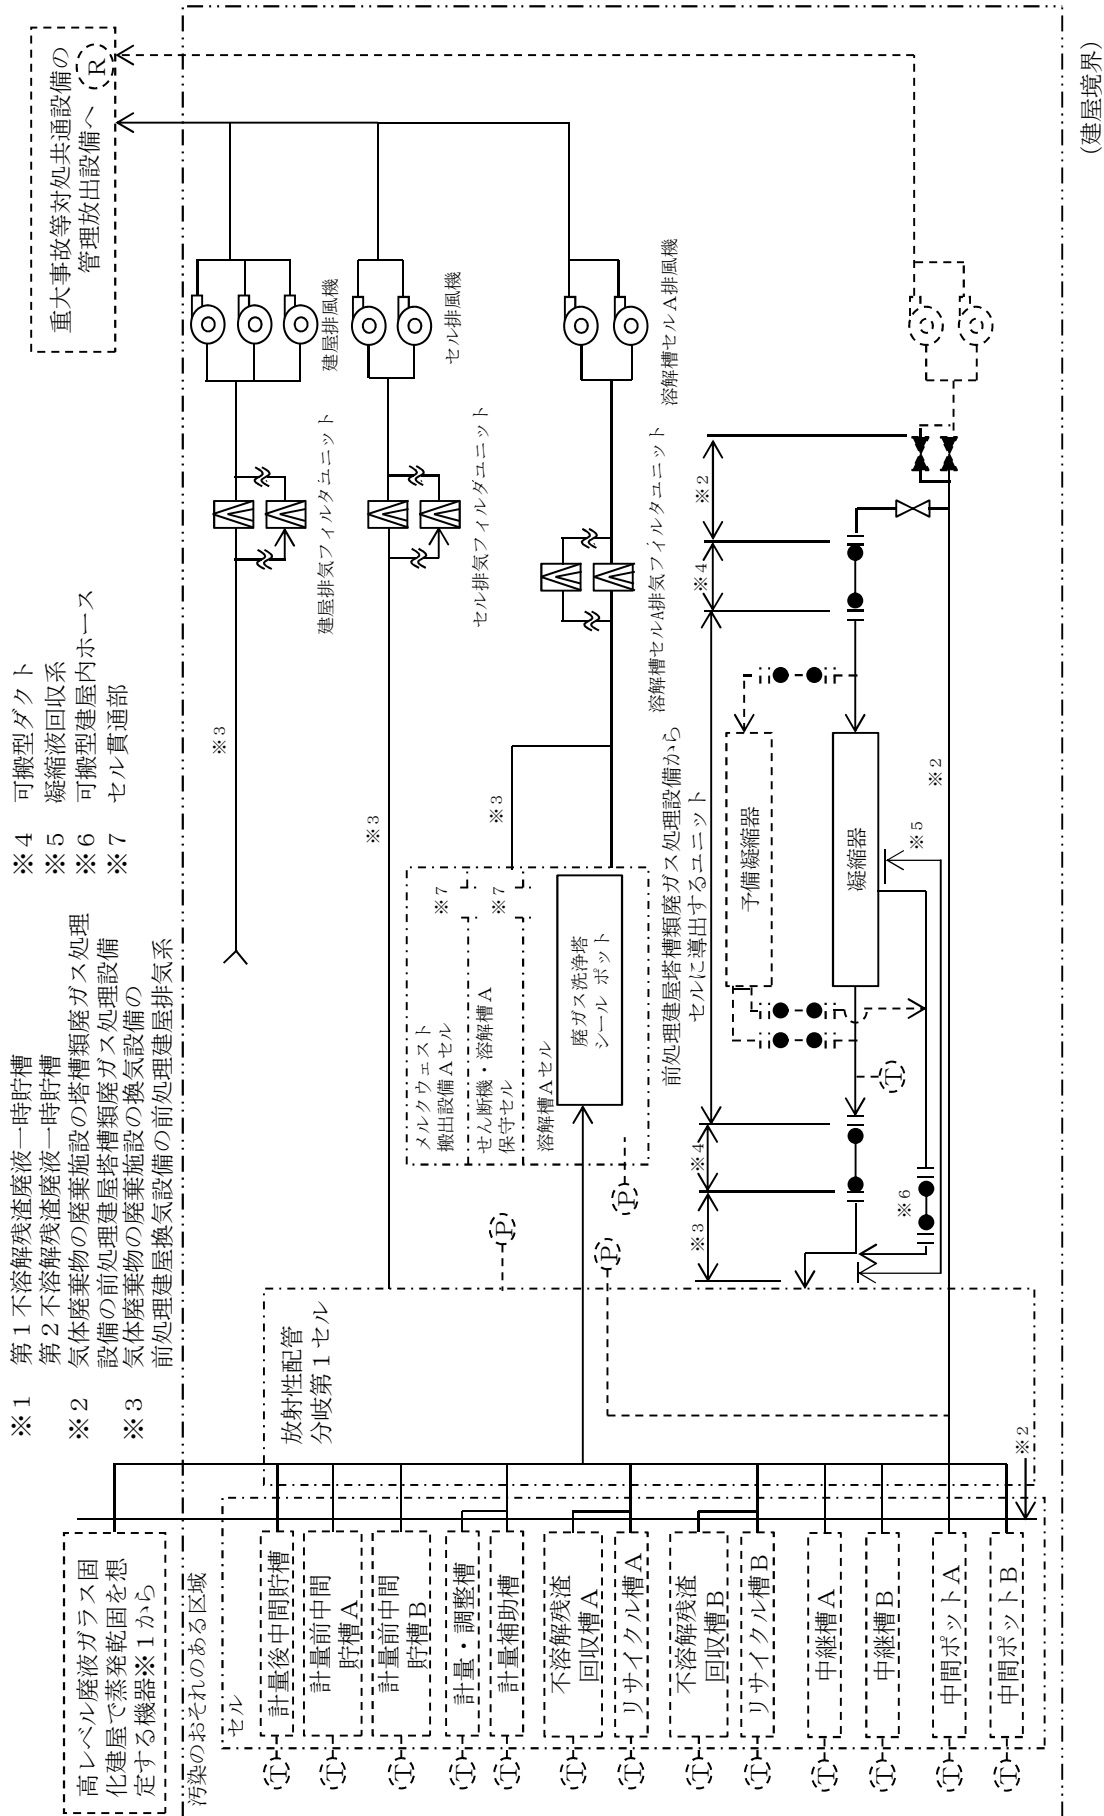 ※1 第1不溶解残渣廃液一時貯槽
第2不溶解残渣廃液一時貯槽
※2 気体廃棄物の廃棄施設の塔槽類廃ガス処理
設備の前処理建屋塔槽類廃ガス処理設備
※3 気体廃棄物の廃棄施設の換気設備の
前処理建屋換気設備の前処理建屋排気系
※4 可搬型ダクト
※5 凝縮液回収系
※6 可搬型建屋内ホース
※7 セル貫通部
重大事故等対処共通設備の
管理放出設備へ
R
(建屋境界)
高レベル廃液ガラス固
化建屋で蒸発乾固を想
定する機器※1から
汚染のおそれのある区域
セル
計量後中間貯槽
T
計量前中間
貯槽A
T
計量前中間
貯槽B
T
計量・調整槽
T
計量補助槽
T
不溶解残渣
回収槽A
T
リサイクル槽A
T
不溶解残渣
回収槽B
T
リサイクル槽B
T
中継槽A
T
中継槽B
T
中間ポットA
T
中間ポットB
T
※2
放射性配管
分岐第1セル
P
P
P
※3
建屋排気フィルタユニット
建屋排風機
※3
セル排気フィルタユニット
セル排風機
メルクウェスト
搬出設備Aセル
※7
せん断機・溶解槽A
保守セル
※7
溶解槽Aセル
廃ガス洗浄塔
シール ポット
※3
溶解槽セルA排気フィルタユニット
溶解槽セルA排風機
前処理建屋塔槽類廃ガス処理設備から
セルに導出するユニット
※3
※4
※4
※2
予備凝縮器
凝縮器
T
※5
※6
※2